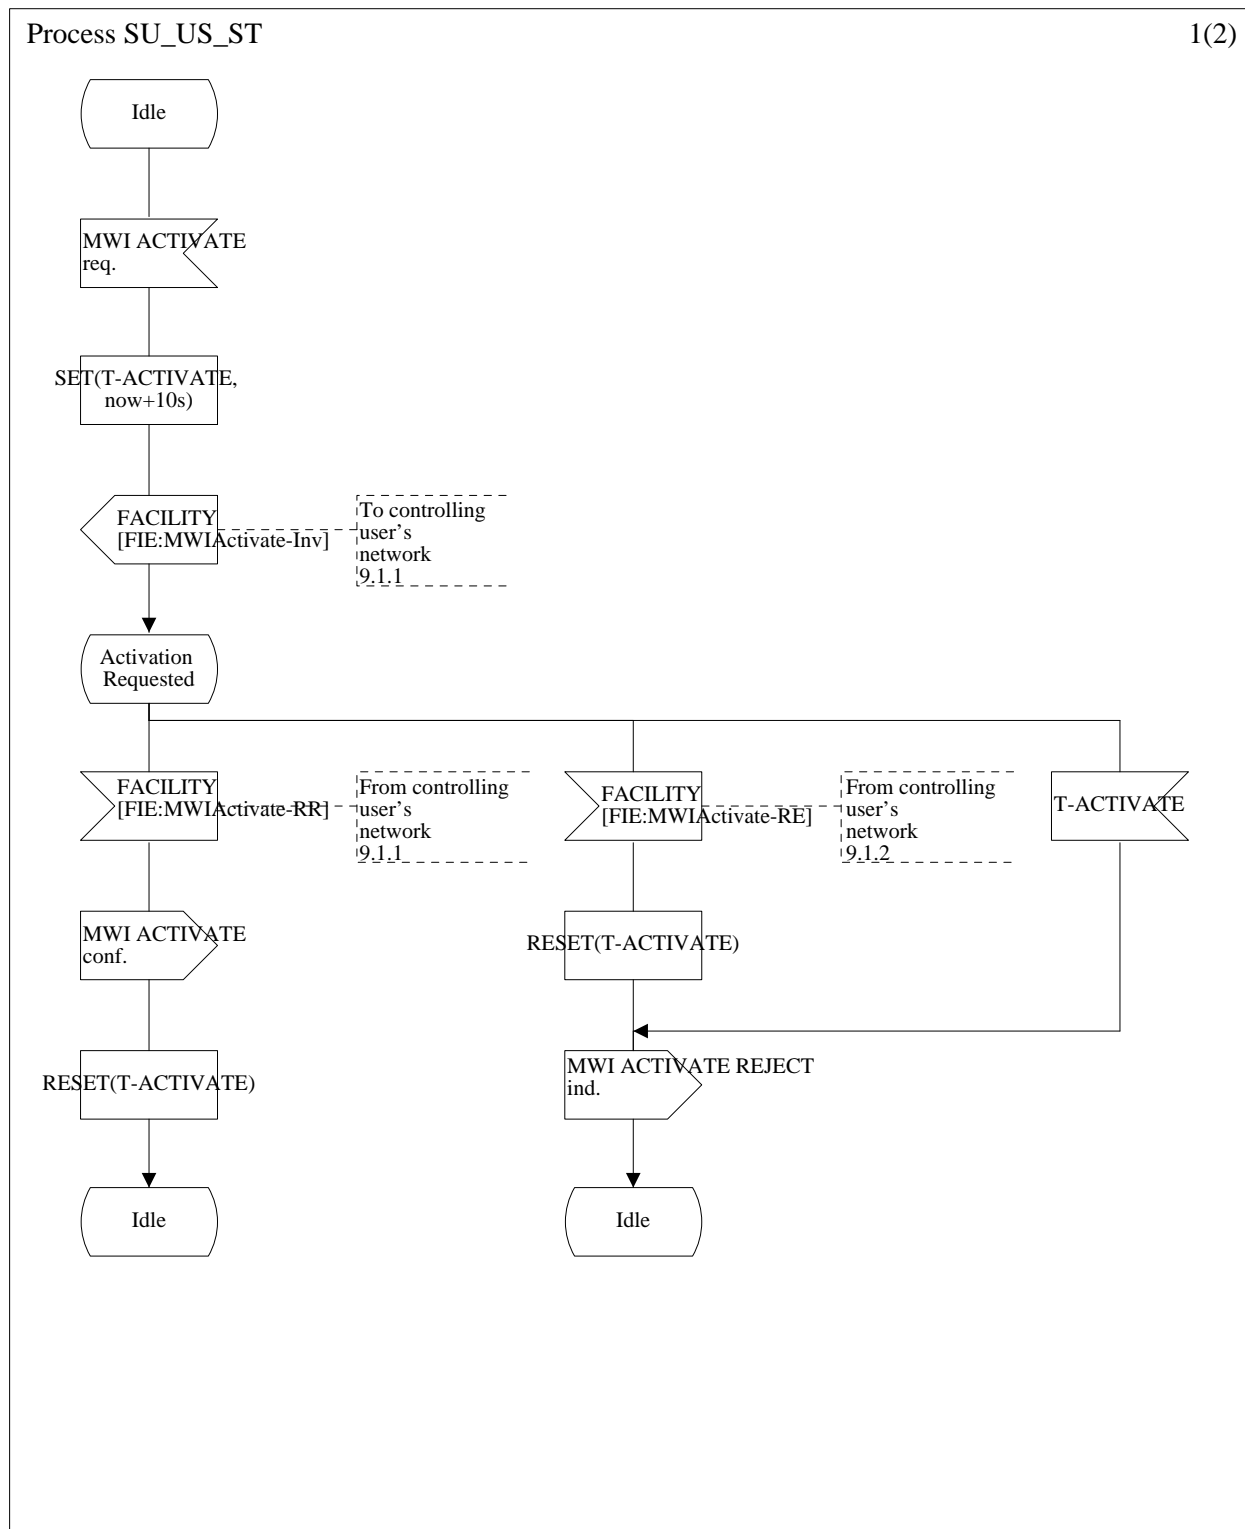 Process SU_US_ST
1(2)
Idle
MWI ACTIVATE
req.
SET(T-ACTIVATE,
now+10s)
FACILITY
[FIE:MWIActivate-Inv]
To controlling
user's
network
9.1.1
Activation
Requested
FACILITY
[FIE:MWIActivate-RR]
From controlling
user's
network
9.1.1
FACILITY
[FIE:MWIActivate-RE]
From controlling
user's
network
9.1.2
T-ACTIVATE
MWI ACTIVATE
conf.
RESET(T-ACTIVATE)
RESET(T-ACTIVATE)
MWI ACTIVATE REJECT
ind.
Idle
Idle